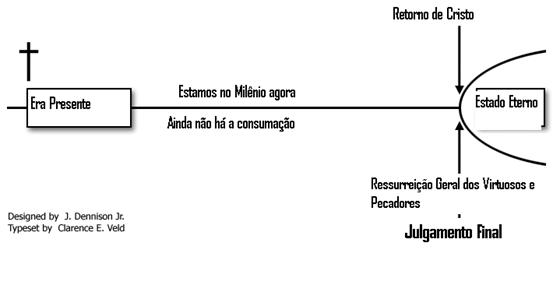 Retorno de Cristo
Estamos no Milênio agora
Era Presente
Estado Eterno
Ainda não há a consumação
Ressurreição Geral dos Virtuosos e
Pecadores
Designed by J. Dennison Jr.
Typeset by Clarence E. Veld
Julgamento Final